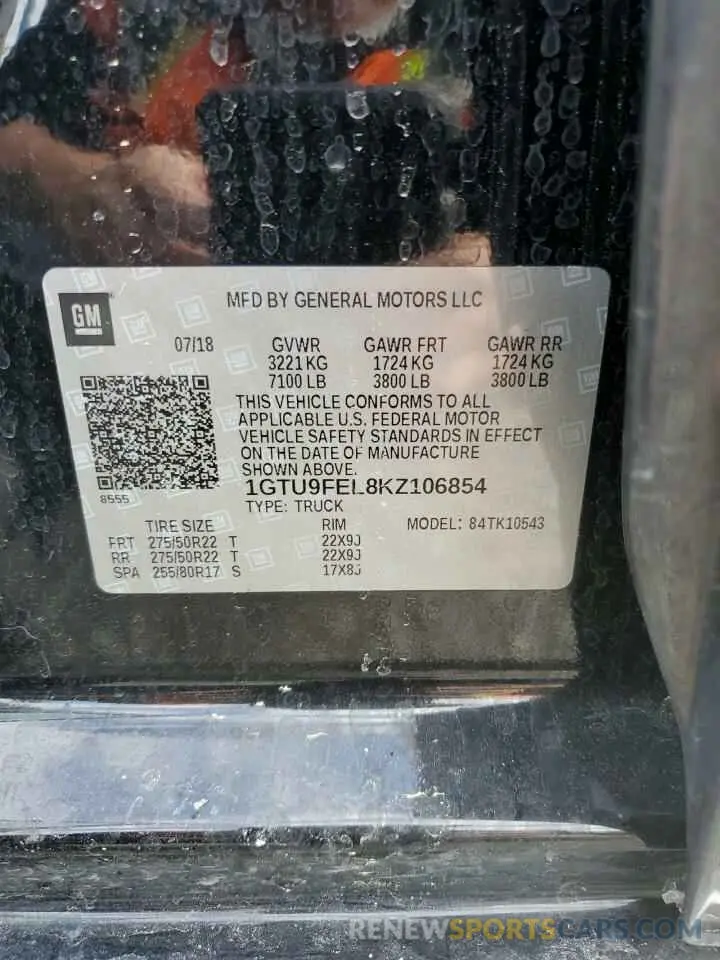 GM
MFD BY GENERAL MOTORS LLC
07/18 GVWR GAWR FRT GAWR RR
3221 KG 1724 KG 1724 KG
7100 LB 3800 LB 3800 LB
THIS VEHICLE CONFORMS TO ALL
APPLICABLE U.S. FEDERAL MOTOR
VEHICLE SAFETY STANDARDS IN EFFECT
ON THE DATE OF MANUFACTURE
SHOWN ABOVE.
8555
1GTU9FEL8KZ106854
TYPE: TRUCK
TIRE SIZE RIM MODEL: 84TK10543
FRT 275/50R22 T 22X9J
RR 275/50R22 T 22X9J
SPA 255/80R17 S 17X8J
RENEWSPORTSCARS.COM